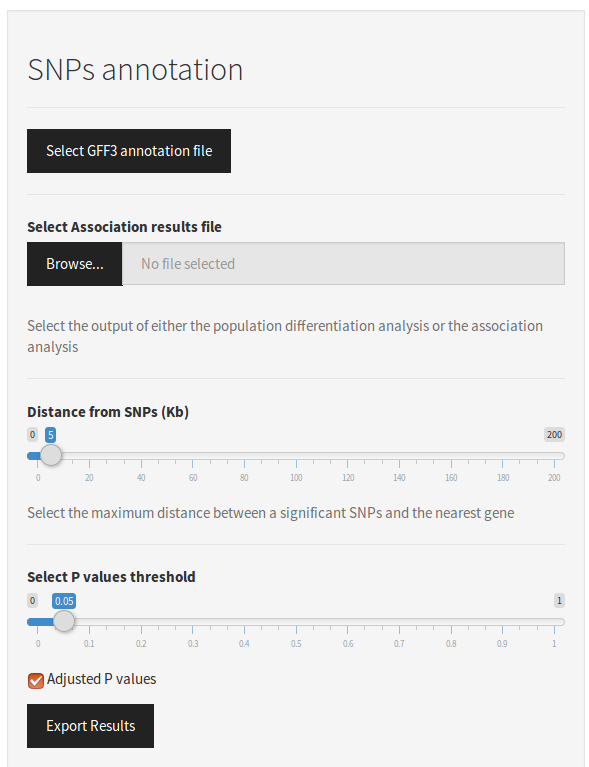 SNPs annotation
Select GFF3 annotation file
Select Association results file
Browse... No file selected
Select the output of either the population differentiation analysis or the association
analysis
Distance from SNPs (Kb)
0 5 200
0 20 40 60 80 100 120 140 160 180 200
Select the maximum distance between a significant SNPs and the nearest gene
Select P values threshold
0 0.05 1
0 0.1 0.2 0.3 0.4 0.5 0.6 0.7 0.8 0.9 1
Adjusted P values
Export Results